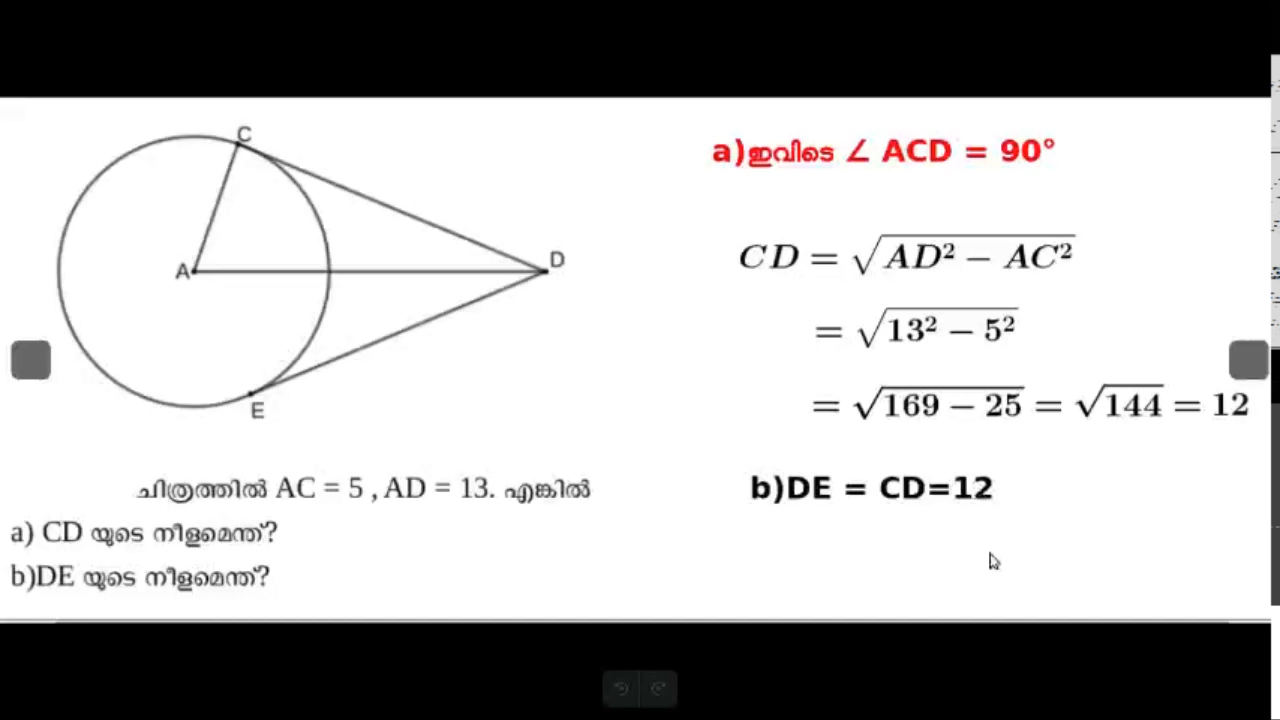 C
A
D
E
ചിത്രത്തിൽ AC = 5 , AD = 13. എങ്കിൽ
a) CD യുടെ നീളമെന്ത്?
b)DE യുടെ നീളമെന്ത്?
a)ഇവിടെ ∠ ACD = 90°
CD = √AD² − AC²
= √13² − 5²
= √169 − 25 = √144 = 12
b)DE = CD=12